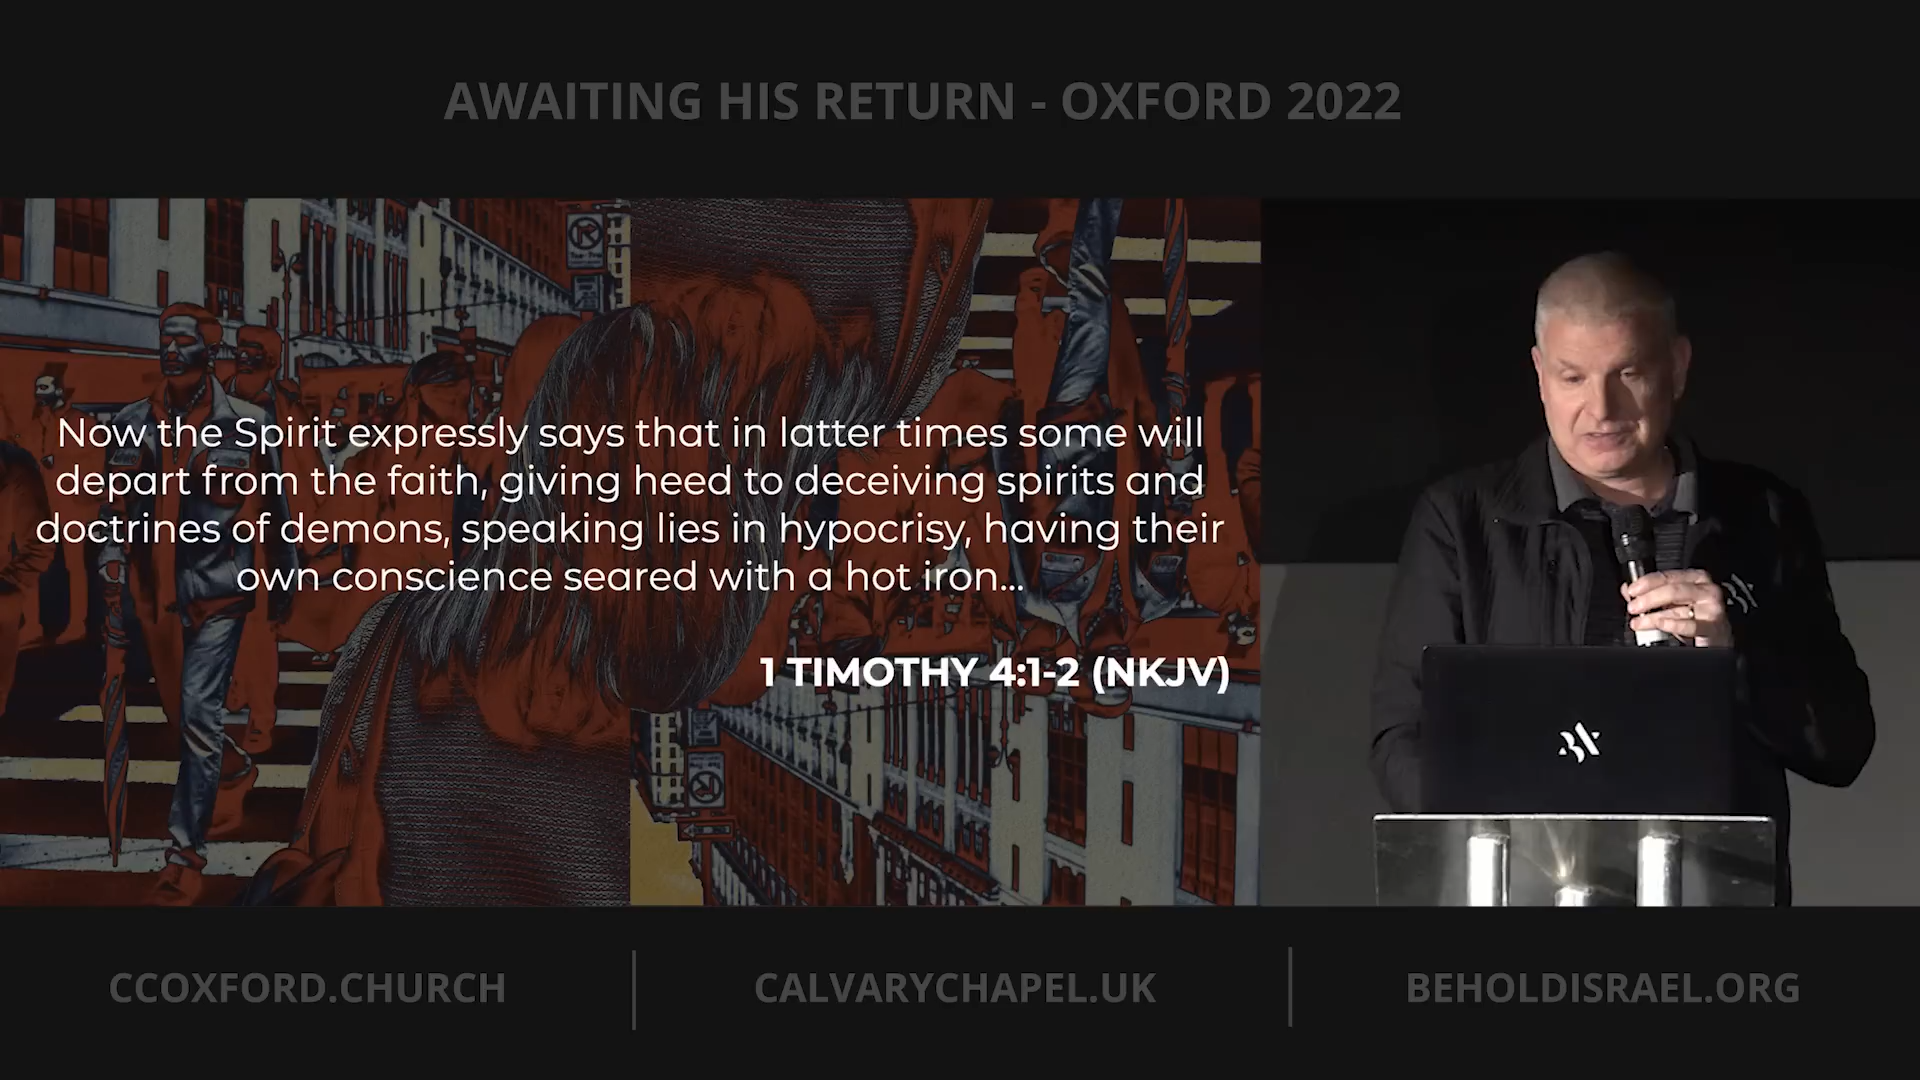 AWAITING HIS RETURN - OXFORD 2022
Now the Spirit expressly says that in latter times some will
depart from the faith, giving heed to deceiving spirits and
doctrines of demons, speaking lies in hypocrisy, having their
own conscience seared with a hot iron...
1 TIMOTHY 4:1-2 (NKJV)
CCOXFORD.CHURCH
CALVARYCHAPEL.UK
BEHOLDISRAEL.ORG